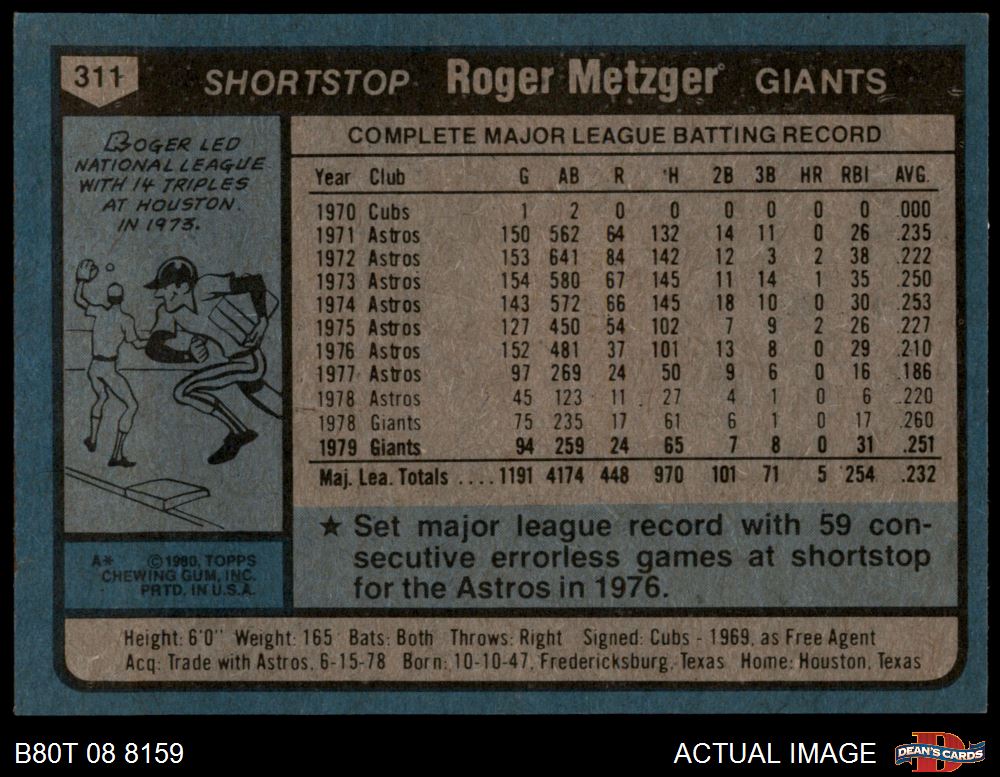 311
SHORTSTOP Roger Metzger GIANTS
ROGER LED
NATIONAL LEAGUE
WITH 14 TRIPLES
AT HOUSTON
IN 1973.
COMPLETE MAJOR LEAGUE BATTING RECORD
Year Club G AB R H 2B 3B HR RBI AVG.
1970 Cubs 1 2 0 0 0 0 0 0 .000
1971 Astros 150 562 64 132 14 11 0 26 .235
1972 Astros 153 641 84 142 12 3 2 38 .222
1973 Astros 154 580 67 145 11 14 1 35 .250
1974 Astros 143 572 66 145 18 10 0 30 .253
1975 Astros 127 450 54 102 7 9 2 26 .227
1976 Astros 152 481 37 101 13 8 0 29 .210
1977 Astros 97 269 24 50 9 6 0 16 .186
1978 Astros 45 123 11 27 4 1 0 6 .220
1978 Giants 75 235 17 61 6 1 0 17 .260
1979 Giants 94 259 24 65 7 8 0 31 .251
Maj. Lea. Totals .... 1191 4174 448 970 101 71 5 254 .232
★ Set major league record with 59 con-
secutive errorless games at shortstop
for the Astros in 1976.
A* ©1980, TOPPS
CHEWING GUM, INC.
PRTD. IN U.S.A.
Height: 6'0" Weight: 165 Bats: Both Throws: Right Signed: Cubs - 1969, as Free Agent
Acq: Trade with Astros, 6-15-78 Born: 10-10-47, Fredericksburg, Texas Home: Houston, Texas
B80T 08 8159
ACTUAL IMAGE
D
DEAN'S CARDS